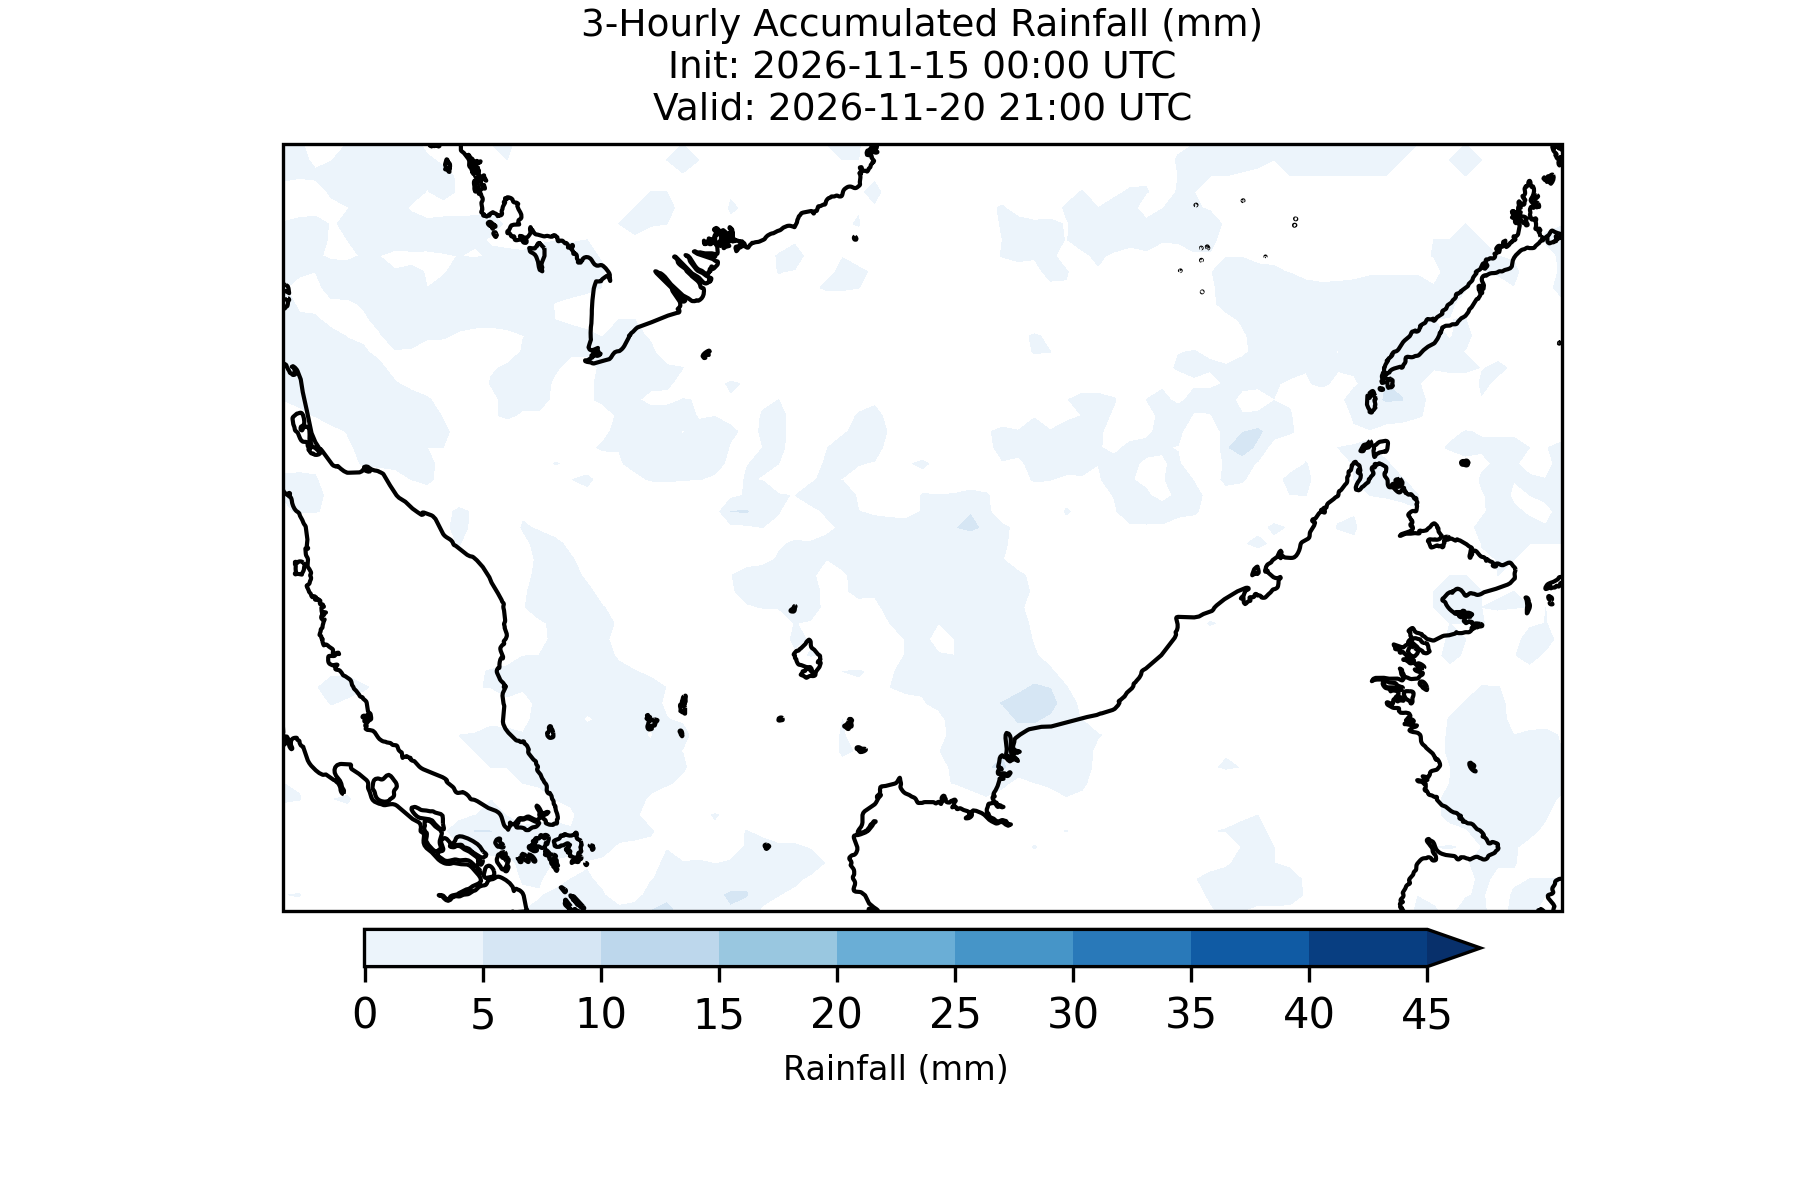 3-Hourly Accumulated Rainfall (mm)
Init: 2026-11-15 00:00 UTC
Valid: 2026-11-20 21:00 UTC
0 5 10 15 20 25 30 35 40 45
Rainfall (mm)